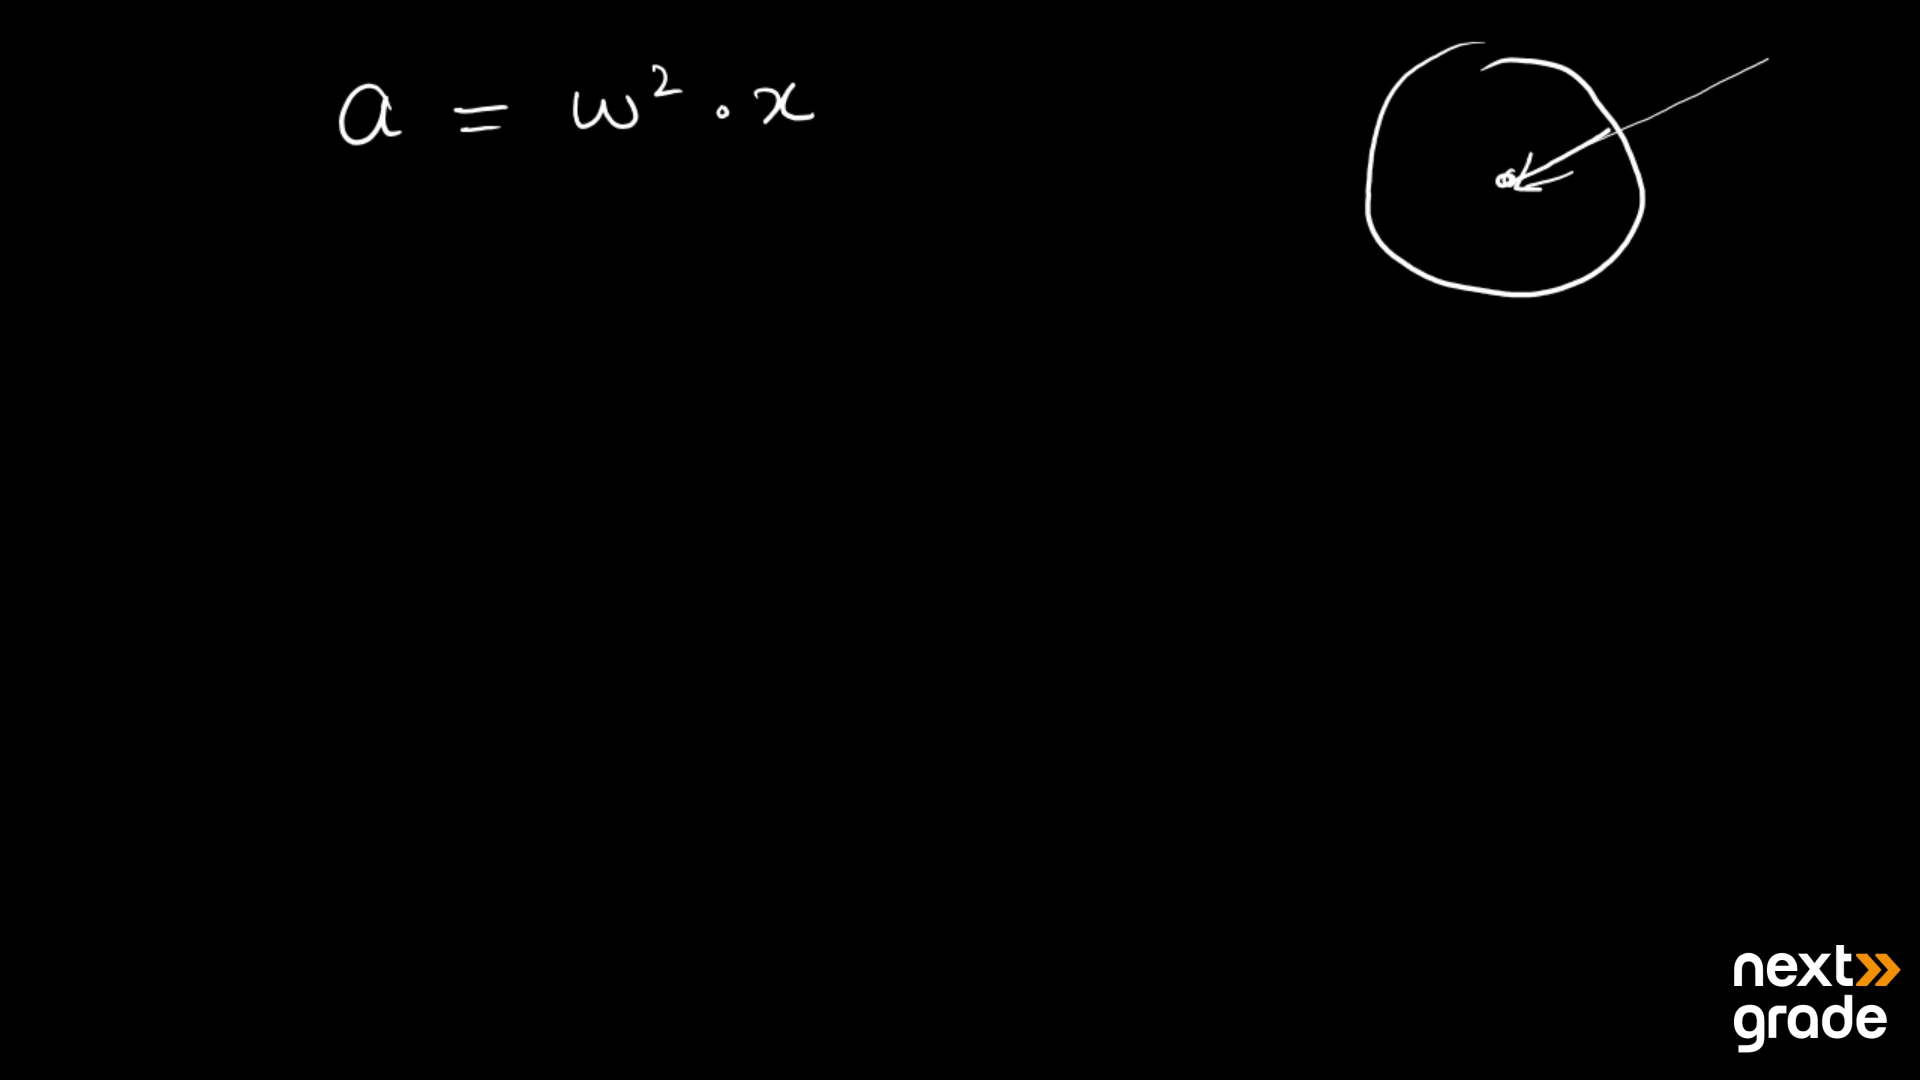 a = ω² · x
next
grade